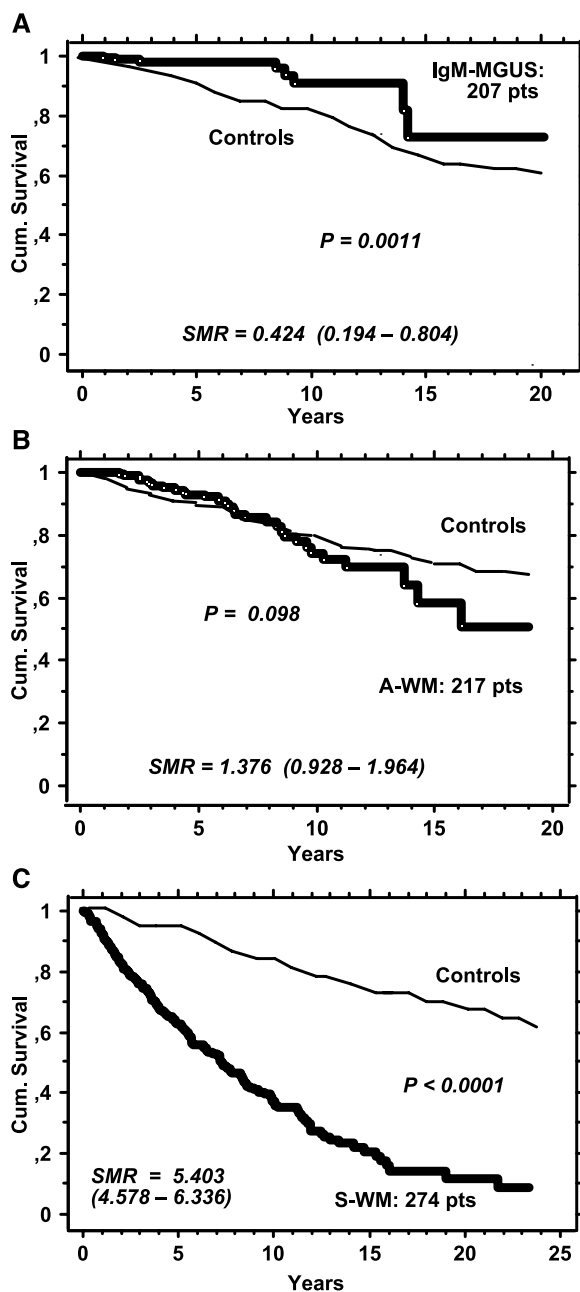 A
1
,8
,6
,4
,2
0
Cum. Survival
IgM-MGUS:
207 pts
Controls
P = 0.0011
SMR = 0.424 (0.194 – 0.804)
0 5 10 15 20
Years
B
1
,8
,6
,4
,2
0
Cum. Survival
Controls
P = 0.098
A-WM: 217 pts
SMR = 1.376 (0.928 – 1.964)
0 5 10 15 20
Years
C
1
,8
,6
,4
,2
0
Cum. Survival
Controls
P < 0.0001
SMR = 5.403
(4.578 – 6.336)
S-WM: 274 pts
0 5 10 15 20 25
Years